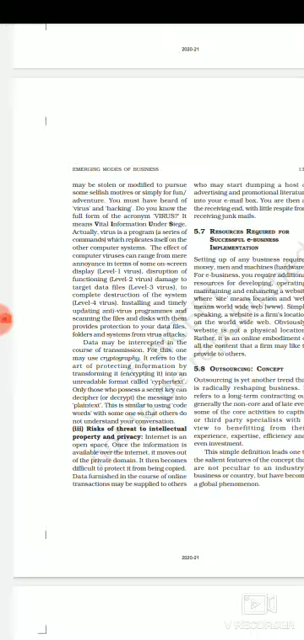 2020-21
EMERGING MODES OF BUSINESS
may be stolen or modified to pursue
some selfish motives or simply for fun/
adventure. You must have heard of
'virus' and 'hacking'. Do you know the
full form of the acronym 'VIRUS?' It
means Vital Information Under Siege.
Actually, virus is a program (a series of
commands) which replicates itself on the
other computer systems. The effect of
computer viruses can range from mere
annoyance in terms of some on-screen
display (Level-1 virus), disruption of
functioning (Level-2 virus) damage to
target data files (Level-3 virus), to
complete destruction of the system
(Level-4 virus). Installing and timely
updating anti-virus programmes and
scanning the files and disks with them
provides protection to your data files,
folders and systems from virus attacks.
Data may be intercepted in the
course of transmission. For this, one
may use cryptography. It refers to the
art of protecting information by
transforming it (encrypting it) into an
unreadable format called 'cyphertext'.
Only those who possess a secret key can
decipher (or decrypt) the message into
'plaintext'. This is similar to using 'code
words' with some one so that others do
not understand your conversation.
(iii) Risks of threat to intellectual
property and privacy: Internet is an
open space. Once the information is
available over the internet, it moves out
of the private domain. It then becomes
difficult to protect it from being copied.
Data furnished in the course of online
transactions may be supplied to others
who may start dumping a host o
advertising and promotional literatur
into your e-mail box. You are then a
the receiving end, with little respite from
receiving junk mails.
5.7 RESOURCES REQUIRED FOR
SUCCESSFUL e-BUSINESS
IMPLEMENTATION
Setting up of any business require
money, men and machines (hardware
For e-business, you require additiona
resources for developing, operating
maintaining and enhancing a websit
where 'site' means location and 'web
means world wide web (www). Simpl
speaking, a website is a firm's locatio
on the world wide web. Obviously
website is not a physical location
Rather, it is an online embodiment o
all the content that a firm may like t
provide to others.
5.8 OUTSOURCING: CONCEPT
Outsourcing is yet another trend tha
is radically reshaping business. I
refers to a long-term contracting ou
generally the non-core and of late eve
some of the core activities to captiv
or third party specialists with
view to benefitting from thei
experience, expertise, efficiency and
even investment.
This simple definition leads one t
the salient features of the concept tha
are not peculiar to an industry
business or country, but have becom
a global phenomenon.
2020-21
2020-21
V RECORDER